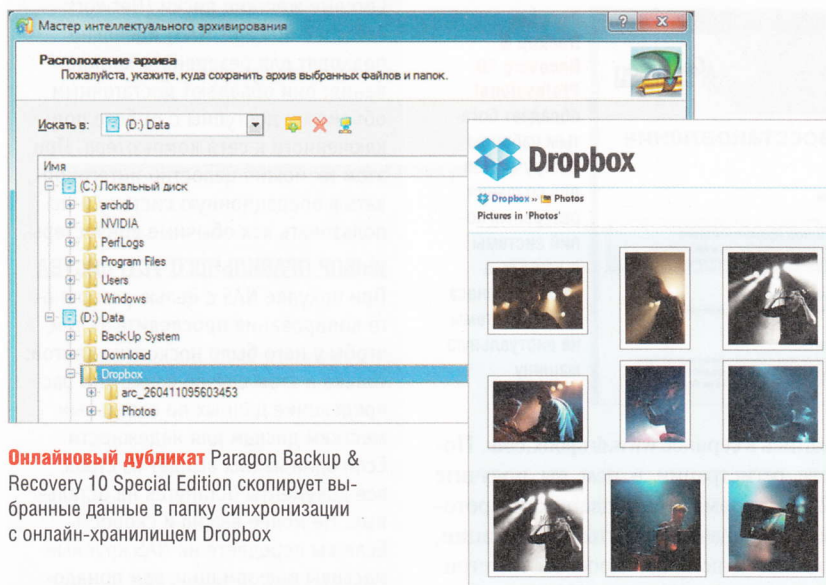 Мастер интеллектуального архивирования
Расположение архива
Пожалуйста, укажите, куда сохранить архив выбранных файлов и папок.
Искать в: (D:) Data
Имя
(C:) Локальный диск
archdb
NVIDIA
PerfLogs
Program Files
Users
Windows
(D:) Data
BackUp System
Download
Dropbox
arc_260411095603453
Photos
Dropbox
Dropbox » Photos
Pictures in 'Photos'
Онлайновый дубликат Paragon Backup &
Recovery 10 Special Edition скопирует вы-
бранные данные в папку синхронизации
с онлайн-хранилищем Dropbox